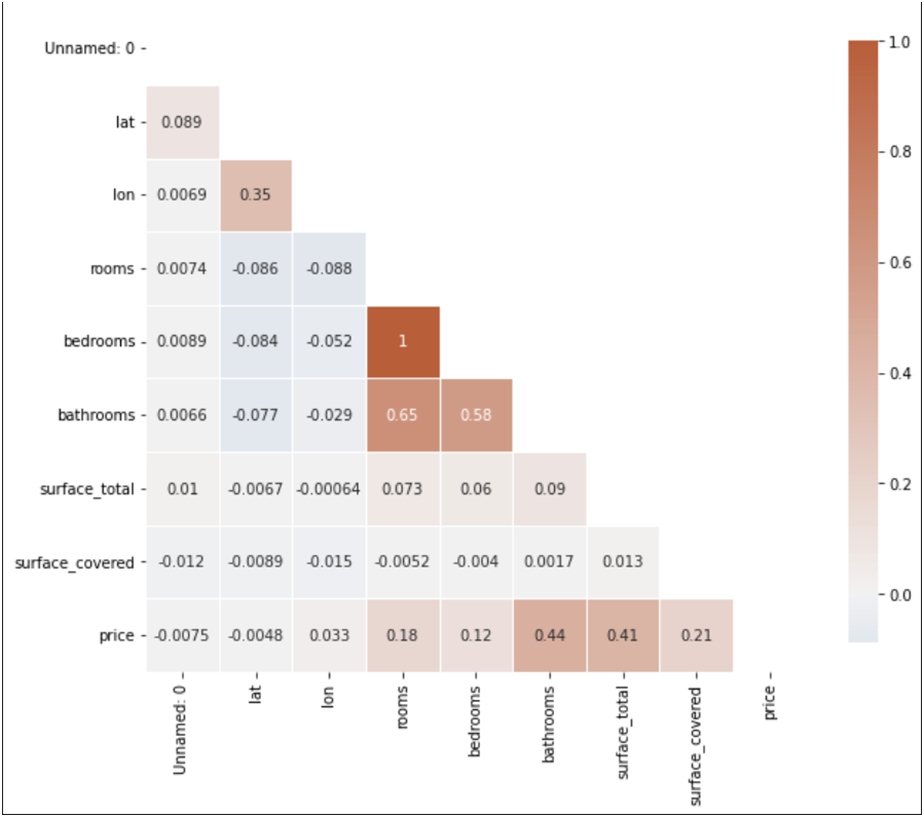 Unnamed: 0
1.0
lat 0.089
0.8
lon 0.0069 0.35
rooms 0.0074 -0.086 -0.088
0.6
bedrooms 0.0089 -0.084 -0.052 1
0.4
bathrooms 0.0066 -0.077 -0.029 0.65 0.58
surface_total 0.01 -0.0067 -0.00064 0.073 0.06 0.09
0.2
surface_covered -0.012 -0.0089 -0.015 -0.0052 -0.004 0.0017 0.013
0.0
price -0.0075 -0.0048 0.033 0.18 0.12 0.44 0.41 0.21
Unnamed: 0
lat
lon
rooms
bedrooms
bathrooms
surface_total
surface_covered
price